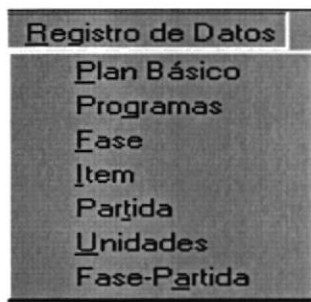 Registro de Datos
Plan Básico
Programas
Fase
Item
Partida
Unidades
Fase-Partida